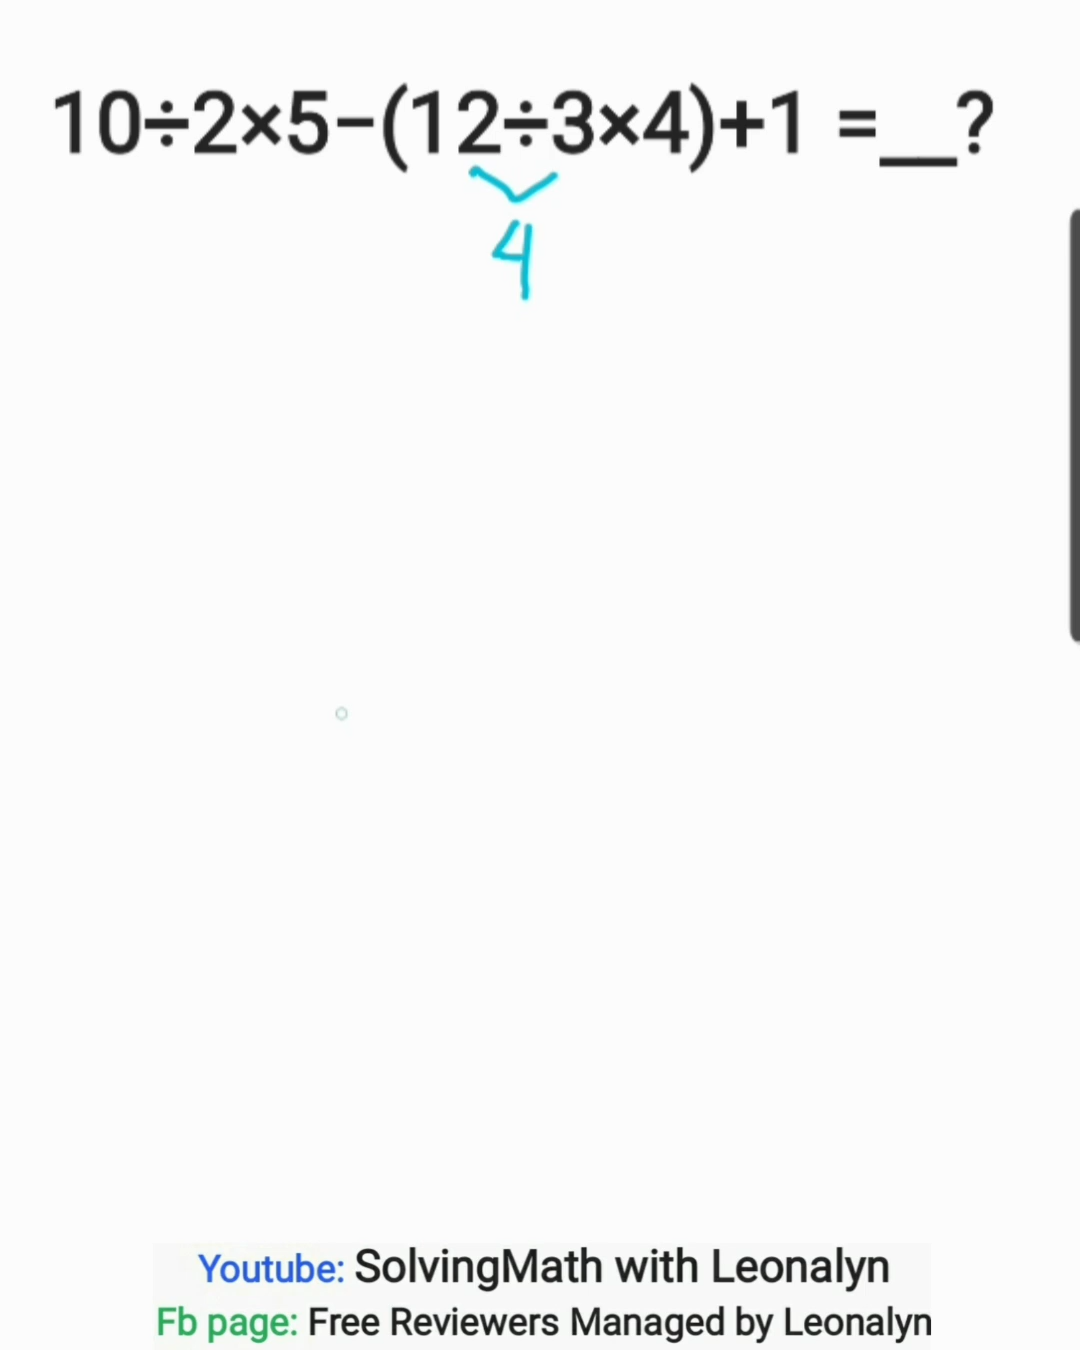 10÷2×5−(12÷3×4)+1 =__?
4
Youtube: SolvingMath with Leonalyn
Fb page: Free Reviewers Managed by Leonalyn